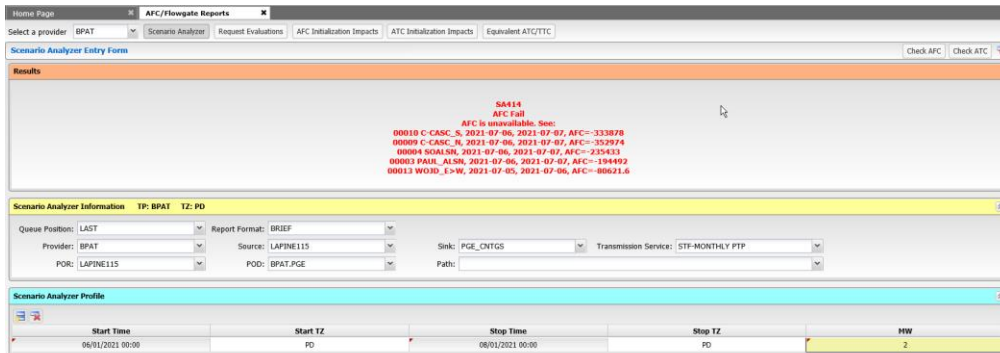 Home Page AFC/Flowgate Reports
Select a provider BPAT Scenario Analyzer Request Evaluations AFC Initialization Impacts ATC Initialization Impacts Equivalent ATC/TTC
Scenario Analyzer Entry Form Check AFC Check ATC
Results
SA414
AFC Fail
AFC is unavailable. See:
00010 C-CASC_S, 2021-07-06, 2021-07-07, AFC=-333878
00009 C-CASC_N, 2021-07-06, 2021-07-07, AFC=-352974
00004 SOALSN, 2021-07-06, 2021-07-07, AFC=-235433
00003 PAUL_ALSN, 2021-07-06, 2021-07-07, AFC=-194492
00013 WOJD_E>W, 2021-07-05, 2021-07-06, AFC=-80621.6
Scenario Analyzer Information TP: BPAT TZ: PD
Queue Position: LAST Report Format: BRIEF
Provider: BPAT Source: LAPINE115 Sink: PGE_CNTGS Transmission Service: STF-MONTHLY PTP
POR: LAPINE115 POD: BPAT.PGE Path:
Scenario Analyzer Profile
Start Time Start TZ Stop Time Stop TZ MW
06/01/2021 00:00 PD 08/01/2021 00:00 PD 2